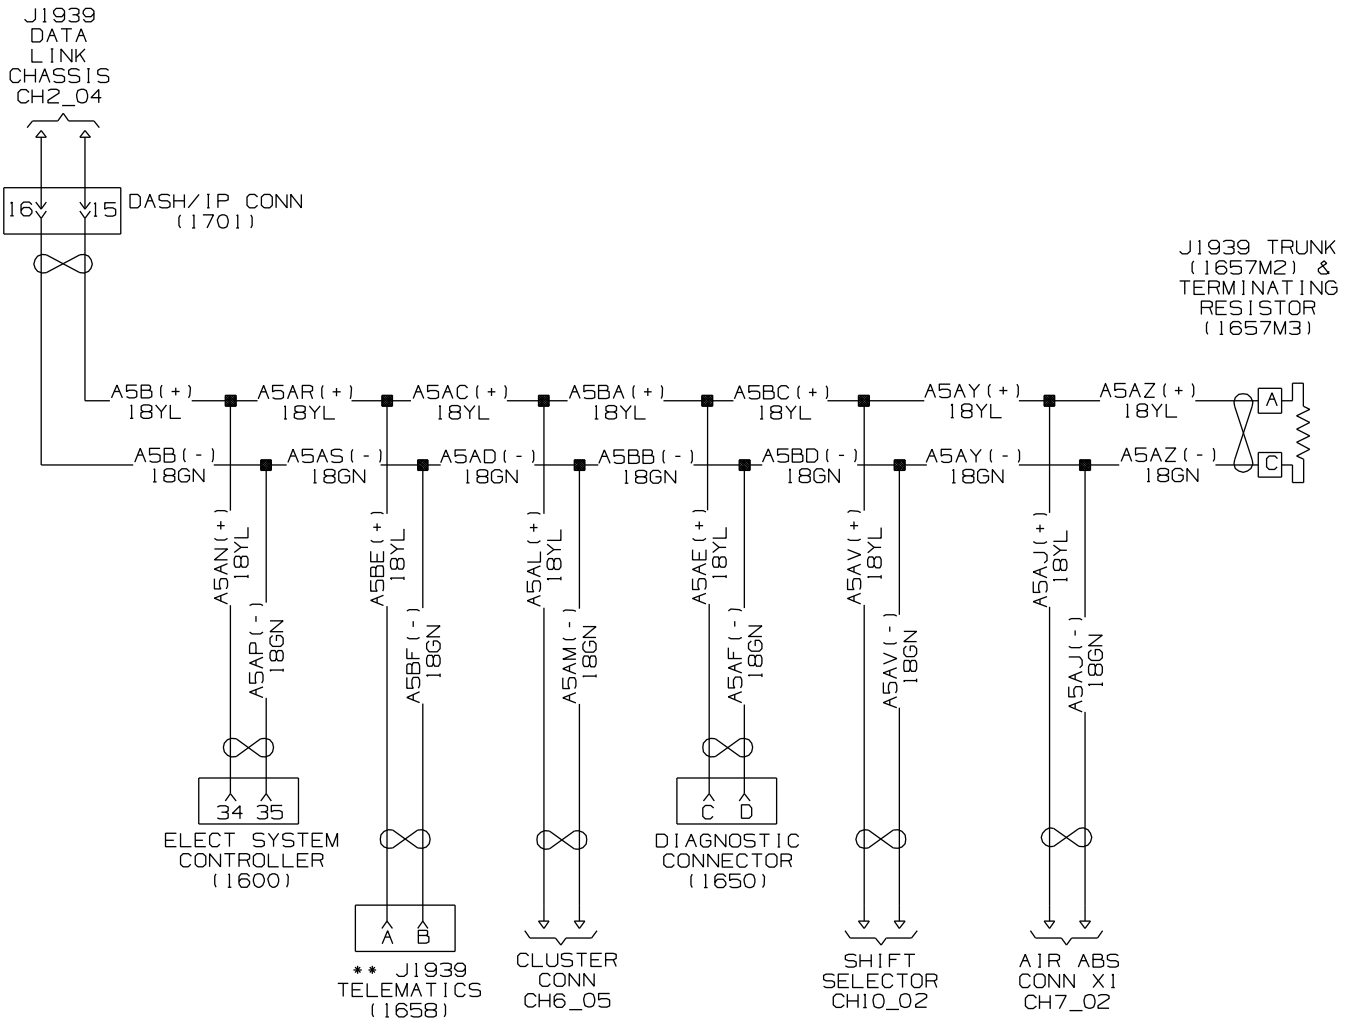 J1939
DATA
LINK
CHASSIS
CH2_04
16
15
DASH/IP CONN
(1701)
J1939 TRUNK
(1657M2) &
TERMINATING
RESISTOR
(1657M3)
A5B(+)
18YL
A5AR(+)
18YL
A5AC(+)
18YL
A5BA(+)
18YL
A5BC(+)
18YL
A5AY(+)
18YL
A5AZ(+)
18YL
A
A5B(-)
18GN
A5AS(-)
18GN
A5AD(-)
18GN
A5BB(-)
18GN
A5BD(-)
18GN
A5AY(-)
18GN
A5AZ(-)
18GN
C
A5AN(+)
18YL
A5AP(-)
18GN
A5BE(+)
18YL
A5BF(-)
18GN
A5AL(+)
18YL
A5AM(-)
18GN
A5AE(+)
18YL
A5AF(-)
18GN
A5AV(+)
18YL
A5AV(-)
18GN
A5AJ(+)
18YL
A5AJ(-)
18GN
34 35
ELECT SYSTEM
CONTROLLER
(1600)
A B
** J1939
TELEMATICS
(1658)
CLUSTER
CONN
CH6_05
C D
DIAGNOSTIC
CONNECTOR
(1650)
SHIFT
SELECTOR
CH10_02
AIR ABS
CONN X1
CH7_02